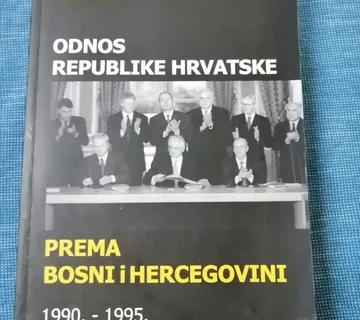 ODNOS
REPUBLIKE HRVATSKE
PREMA
BOSNI i HERCEGOVINI
1990. - 1995.